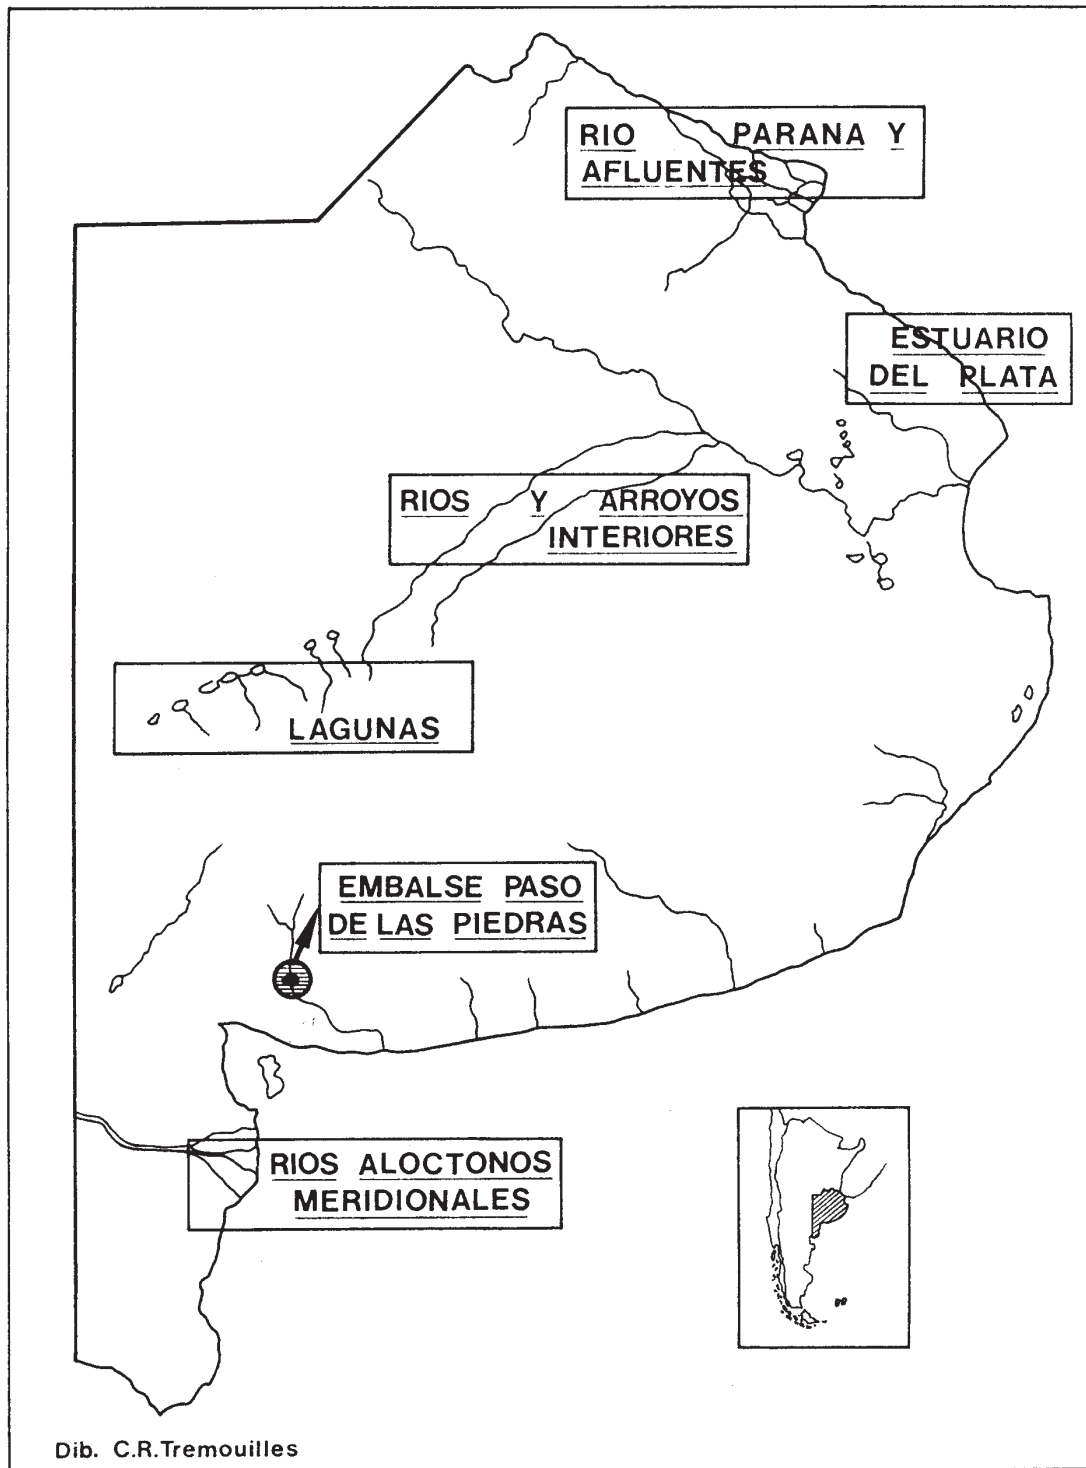 RIO PARANA Y
AFLUENTES
ESTUARIO
DEL PLATA
RIOS Y ARROYOS
INTERIORES
LAGUNAS
EMBALSE PASO
DE LAS PIEDRAS
RIOS ALOCTONOS
MERIDIONALES
Dib. C.R.Tremouilles